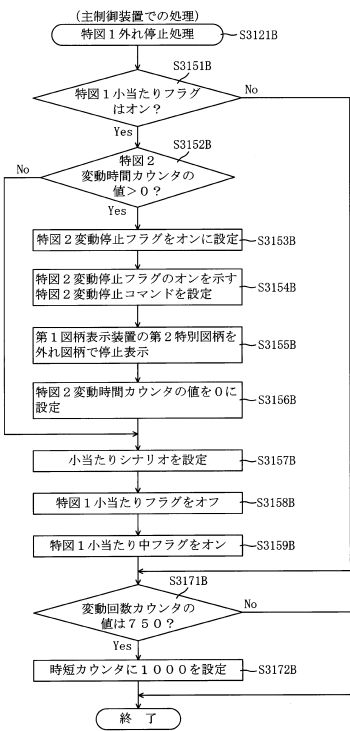 (主制御装置での処理)
特図1外れ停止処理
S3121B
S3151B
特図1小当たりフラグ
はオン?
No
Yes
S3152B
特図2
変動時間カウンタの
値>0?
No
Yes
特図2変動停止フラグをオンに設定
S3153B
特図2変動停止フラグのオンを示す
特図2変動停止コマンドを設定
S3154B
第1図柄表示装置の第2特別図柄を
外れ図柄で停止表示
S3155B
特図2変動時間カウンタの値を0に
設定
S3156B
小当たりシナリオを設定
S3157B
特図1小当たりフラグをオフ
S3158B
特図1小当たり中フラグをオン
S3159B
S3171B
変動回数カウンタの
値は750?
No
Yes
時短カウンタに1000を設定
S3172B
終 了